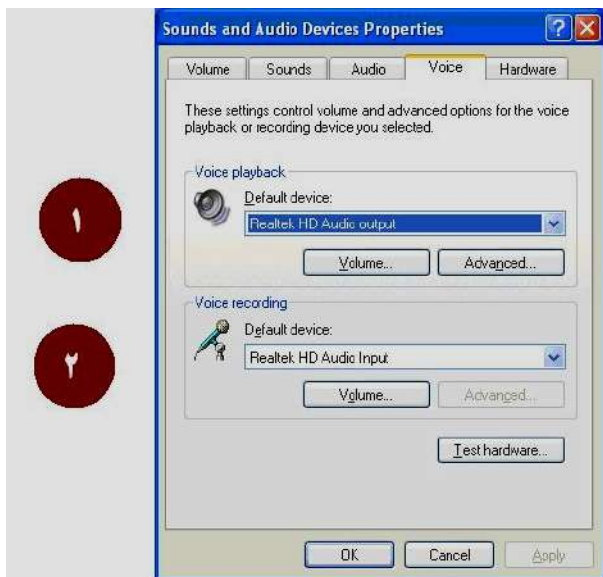 Sounds and Audio Devices Properties
Volume Sounds Audio Voice Hardware
These settings control volume and advanced options for the voice
playback or recording device you selected.
Voice playback
Default device:
Realtek HD Audio output
Volume... Advanced...
۱
Voice recording
Default device:
Realtek HD Audio Input
Volume... Advanced...
۲
Test hardware...
OK Cancel Apply